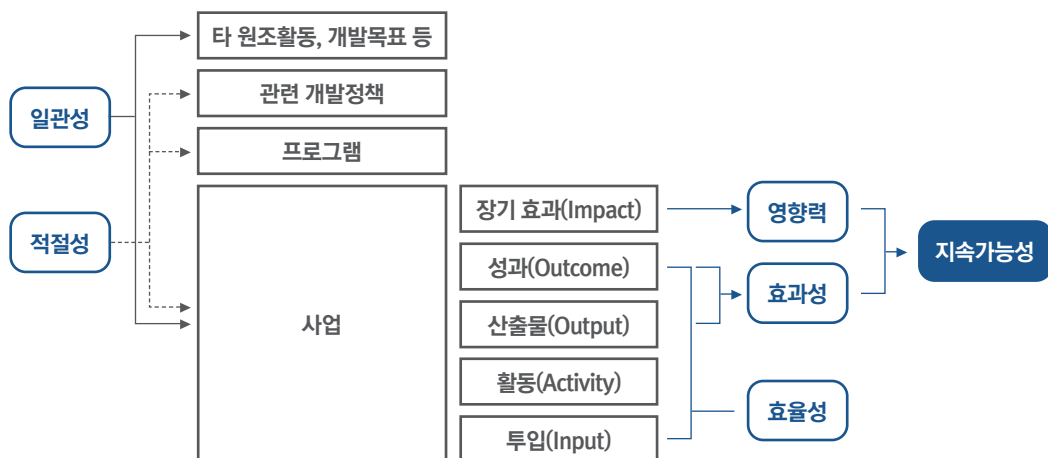 타 원조활동, 개발목표 등
관련 개발정책
일관성
프로그램
적절성
사업
장기 효과(Impact)
성과(Outcome)
산출물(Output)
활동(Activity)
투입(Input)
영향력
효과성
효율성
지속가능성